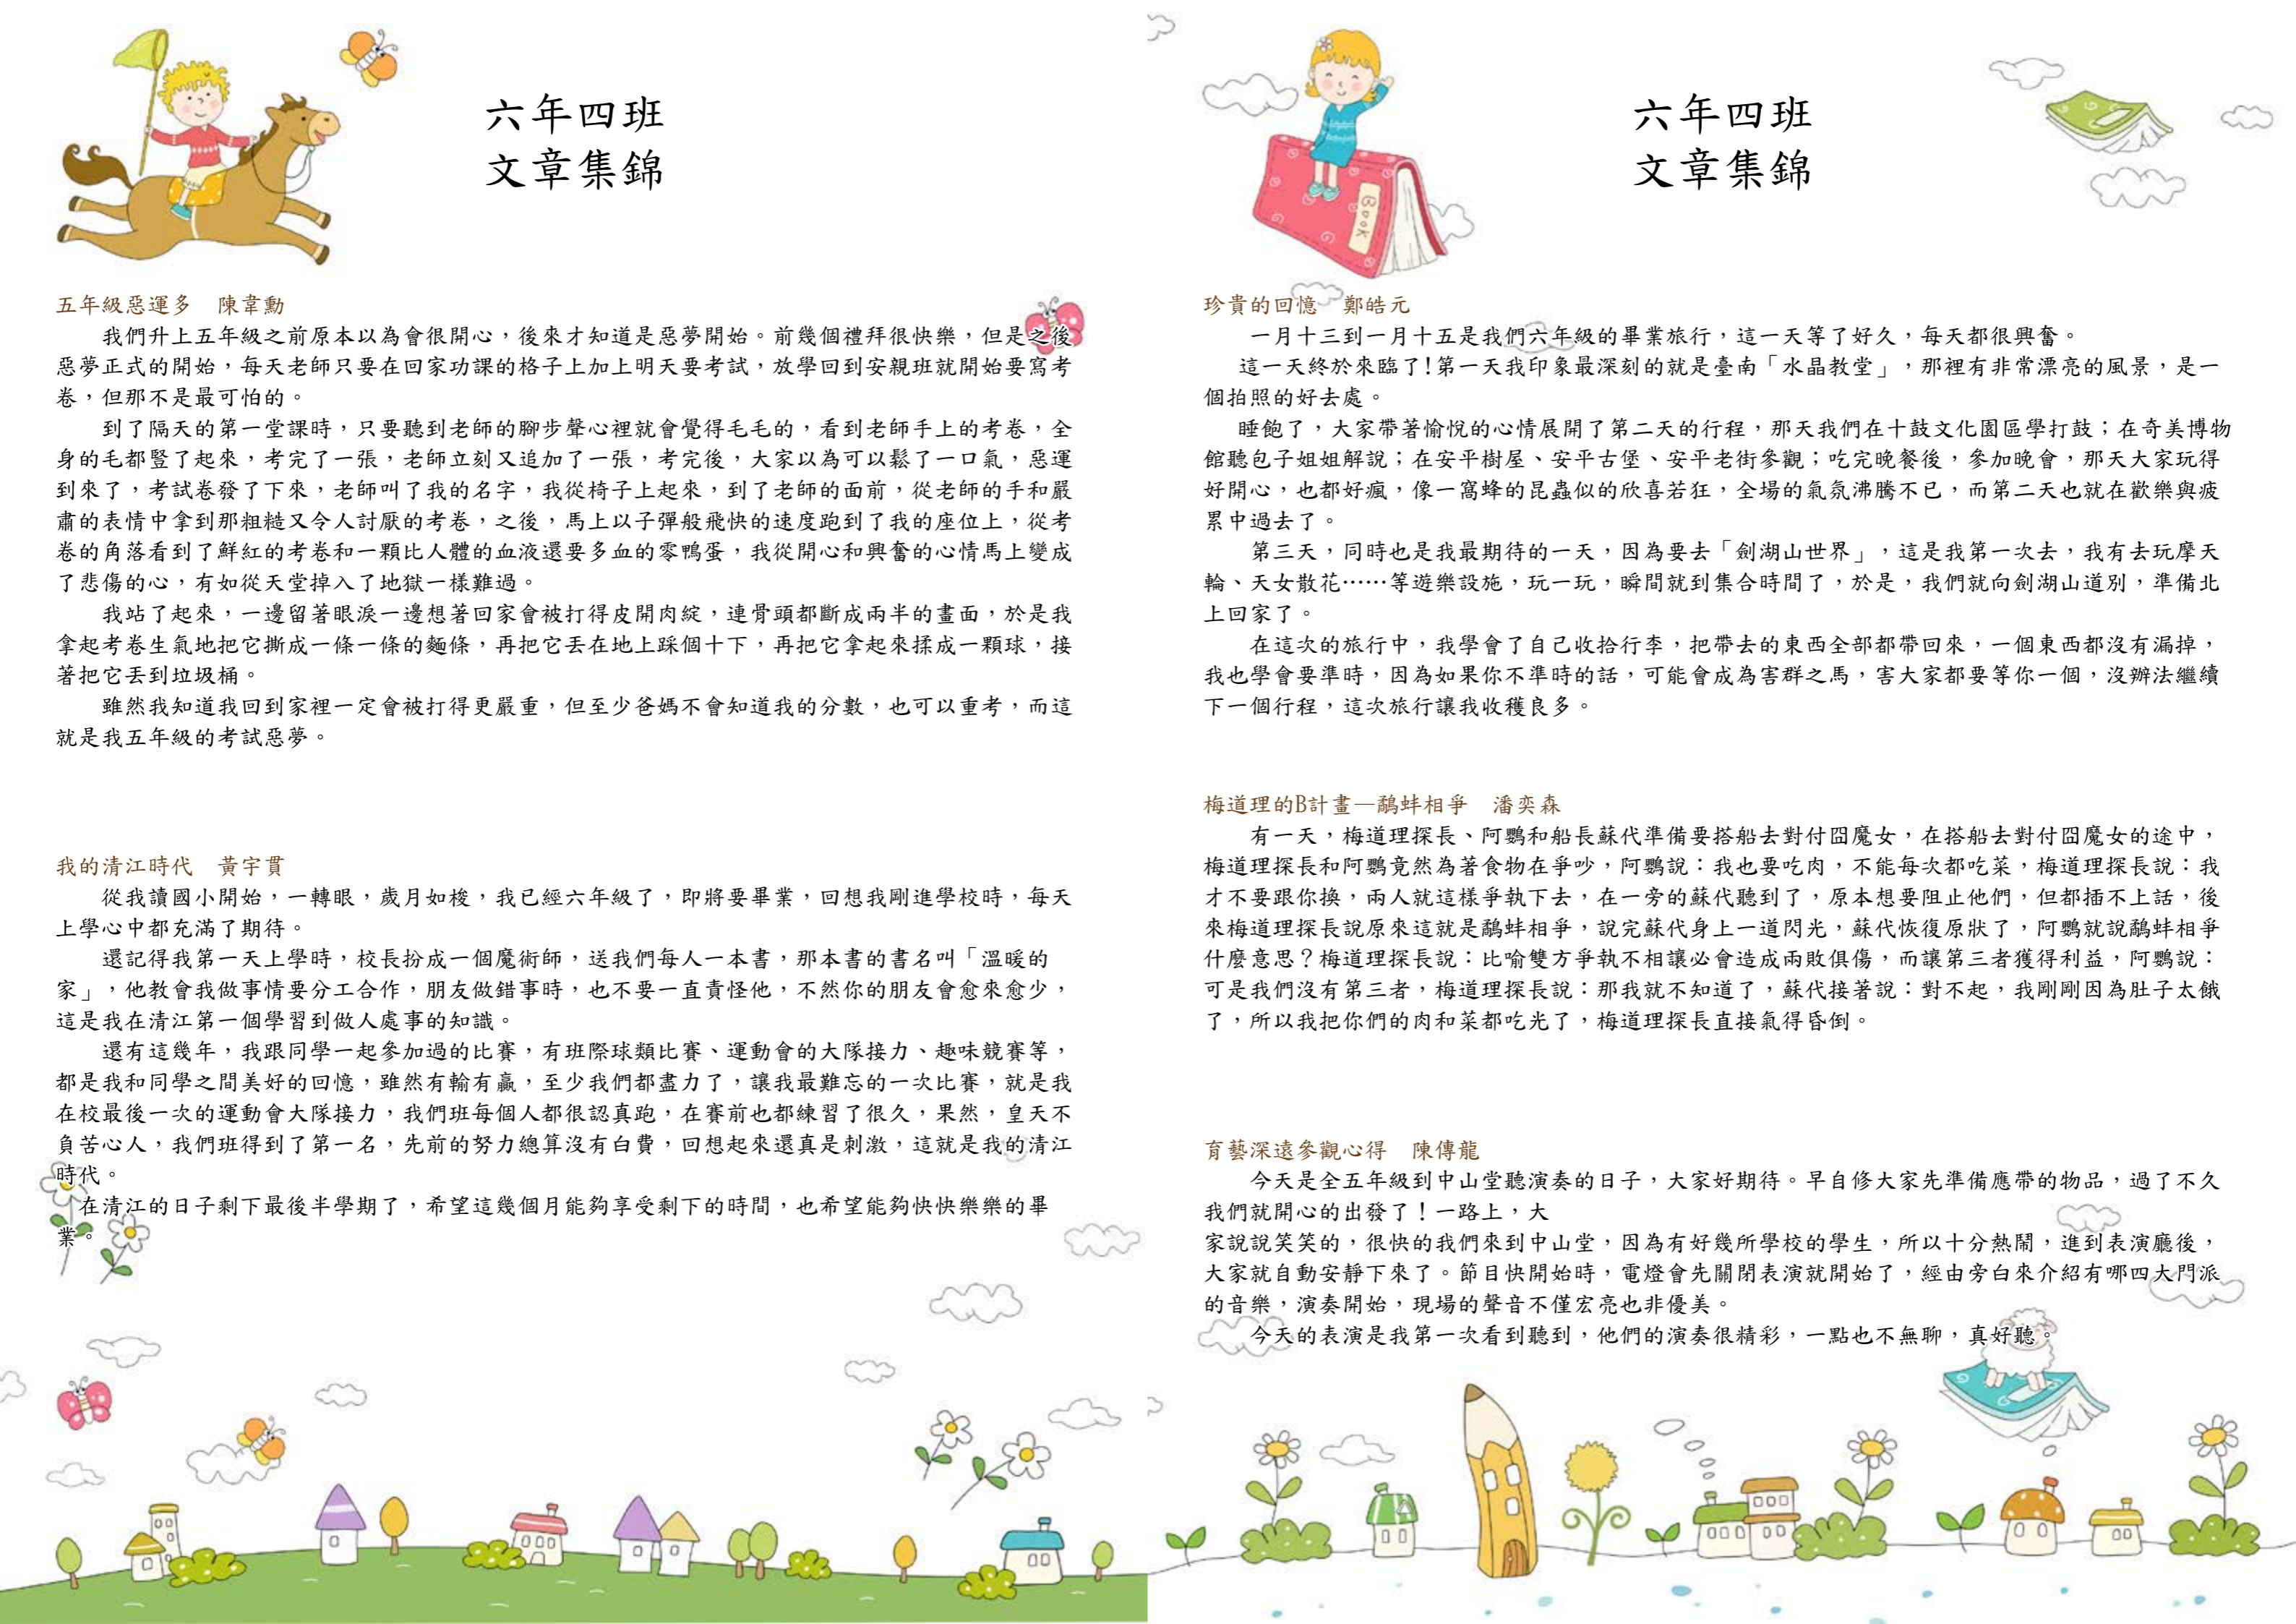 六年四班
文章集錦
五年級惡運多　陳韋勳
我們升上五年級之前原本以為會很開心，後來才知道是惡夢開始。前幾個禮拜很快樂，但是之後
惡夢正式的開始，每天老師只要在回家功課的格子上加上明天要考試，放學回到安親班就開始要寫考
卷，但那不是最可怕的。
到了隔天的第一堂課時，只要聽到老師的腳步聲心裡就會覺得毛毛的，看到老師手上的考卷，全
身的毛都豎了起來，考完了一張，老師立刻又追加了一張，考完後，大家以為可以鬆了一口氣，惡運
到來了，考試卷發了下來，老師叫了我的名字，我從椅子上起來，到了老師的面前，從老師的手和嚴
肅的表情中拿到那粗糙又令人討厭的考卷，之後，馬上以子彈般飛快的速度跑到了我的座位上，從考
卷的角落看到了鮮紅的考卷和一顆比人體的血液還要多血的零鴨蛋，我從開心和興奮的心情馬上變成
了悲傷的心，有如從天堂掉入了地獄一樣難過。
我站了起來，一邊留著眼淚一邊想著回家會被打得皮開肉綻，連骨頭都斷成兩半的畫面，於是我
拿起考卷生氣地把它撕成一條一條的麵條，再把它丟在地上踩個十下，再把它拿起來揉成一顆球，接
著把它丟到垃圾桶。
雖然我知道我回到家裡一定會被打得更嚴重，但至少爸媽不會知道我的分數，也可以重考，而這
就是我五年級的考試惡夢。
我的清江時代　黃宇貫
從我讀國小開始，一轉眼，歲月如梭，我已經六年級了，即將要畢業，回想我剛進學校時，每天
上學心中都充滿了期待。
還記得我第一天上學時，校長扮成一個魔術師，送我們每人一本書，那本書的書名叫「溫暖的
家」，他教會我做事情要分工合作，朋友做錯事時，也不要一直責怪他，不然你的朋友會愈來愈少，
這是我在清江第一個學習到做人處事的知識。
還有這幾年，我跟同學一起參加過的比賽，有班際球類比賽、運動會的大隊接力、趣味競賽等，
都是我和同學之間美好的回憶，雖然有輸有贏，至少我們都盡力了，讓我最難忘的一次比賽，就是我
在校最後一次的運動會大隊接力，我們班每個人都很認真跑，在賽前也都練習了很久，果然，皇天不
負苦心人，我們班得到了第一名，先前的努力總算沒有白費，回想起來還真是刺激，這就是我的清江
時代。
在清江的日子剩下最後半學期了，希望這幾個月能夠享受剩下的時間，也希望能夠快快樂樂的畢
業。
六年四班
文章集錦
Book
珍貴的回憶　鄭皓元
一月十三到一月十五是我們六年級的畢業旅行，這一天等了好久，每天都很興奮。
這一天終於來臨了!第一天我印象最深刻的就是臺南「水晶教堂」，那裡有非常漂亮的風景，是一
個拍照的好去處。
睡飽了，大家帶著愉悅的心情展開了第二天的行程，那天我們在十鼓文化園區學打鼓；在奇美博物
館聽包子姐姐解說；在安平樹屋、安平古堡、安平老街參觀；吃完晚餐後，參加晚會，那天大家玩得
好開心，也都好瘋，像一窩蜂的昆蟲似的欣喜若狂，全場的氣氛沸騰不已，而第二天也就在歡樂與疲
累中過去了。
第三天，同時也是我最期待的一天，因為要去「劍湖山世界」，這是我第一次去，我有去玩摩天
輪、天女散花……等遊樂設施，玩一玩，瞬間就到集合時間了，於是，我們就向劍湖山道別，準備北
上回家了。
在這次的旅行中，我學會了自己收拾行李，把帶去的東西全部都帶回來，一個東西都沒有漏掉，
我也學會要準時，因為如果你不準時的話，可能會成為害群之馬，害大家都要等你一個，沒辦法繼續
下一個行程，這次旅行讓我收穫良多。
梅道理的B計畫—鷸蚌相爭　潘奕森
有一天，梅道理探長、阿鸚和船長蘇代準備要搭船去對付囧魔女，在搭船去對付囧魔女的途中，
梅道理探長和阿鸚竟然為著食物在爭吵，阿鸚說：我也要吃肉，不能每次都吃菜，梅道理探長說：我
才不要跟你換，兩人就這樣爭執下去，在一旁的蘇代聽到了，原本想要阻止他們，但都插不上話，後
來梅道理探長說原來這就是鷸蚌相爭，說完蘇代身上一道閃光，蘇代恢復原狀了，阿鸚就說鷸蚌相爭
什麼意思？梅道理探長說：比喻雙方爭執不相讓必會造成兩敗俱傷，而讓第三者獲得利益，阿鸚說：
可是我們沒有第三者，梅道理探長說：那我就不知道了，蘇代接著說：對不起，我剛剛因為肚子太餓
了，所以我把你們的肉和菜都吃光了，梅道理探長直接氣得昏倒。
育藝深遠參觀心得　陳傳龍
今天是全五年級到中山堂聽演奏的日子，大家好期待。早自修大家先準備應帶的物品，過了不久
我們就開心的出發了！一路上，大
家說說笑笑的，很快的我們來到中山堂，因為有好幾所學校的學生，所以十分熱鬧，進到表演廳後，
大家就自動安靜下來了。節目快開始時，電燈會先關閉表演就開始了，經由旁白來介紹有哪四大門派
的音樂，演奏開始，現場的聲音不僅宏亮也非優美。
今天的表演是我第一次看到聽到，他們的演奏很精彩，一點也不無聊，真好聽。